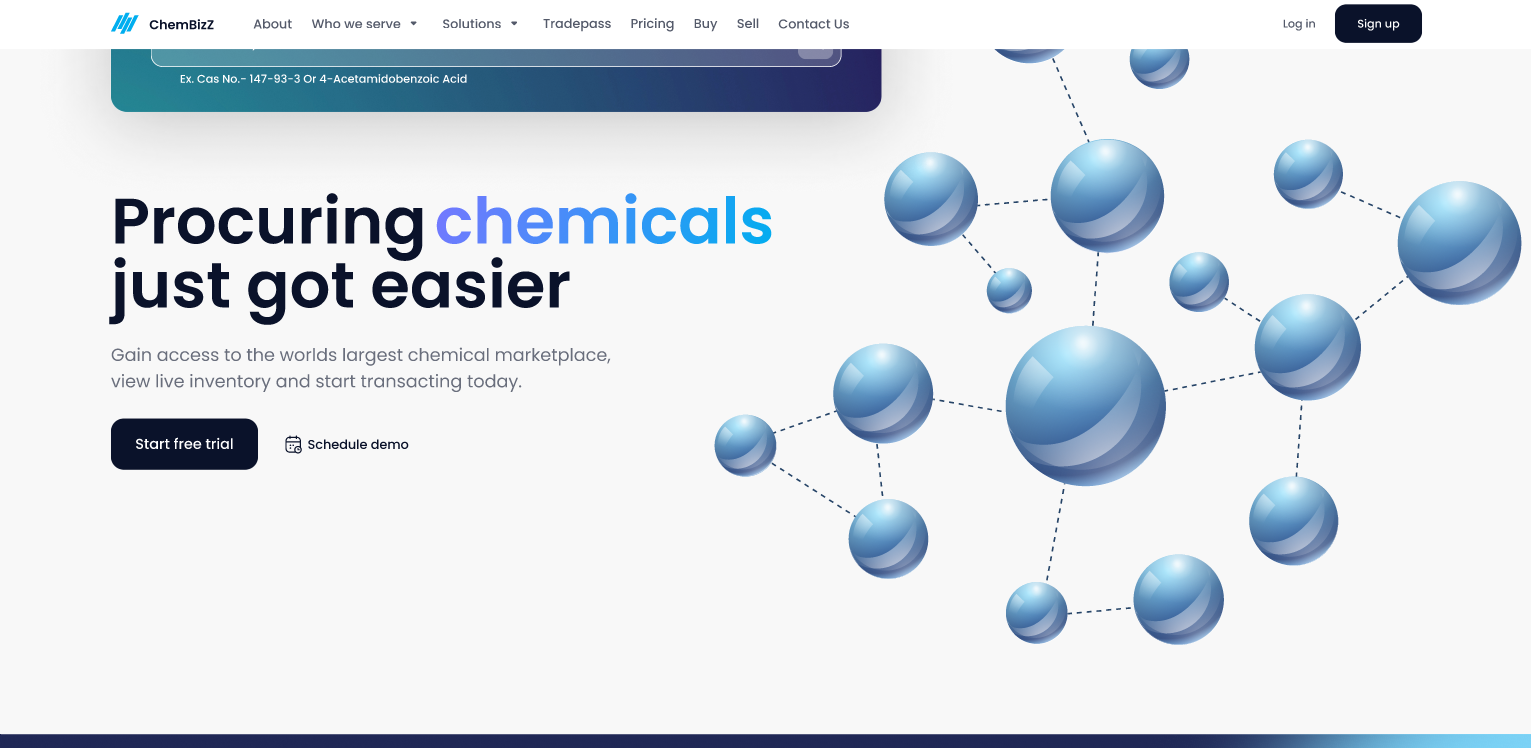 ChemBizZ
About
Who we serve
Solutions
Tradepass
Pricing
Buy
Sell
Contact Us
Log in
Sign up
Ex. Cas No.- 147-93-3 Or 4-Acetamidobenzoic Acid
Procuring chemicals
just got easier
Gain access to the worlds largest chemical marketplace,
view live inventory and start transacting today.
Start free trial
Schedule demo